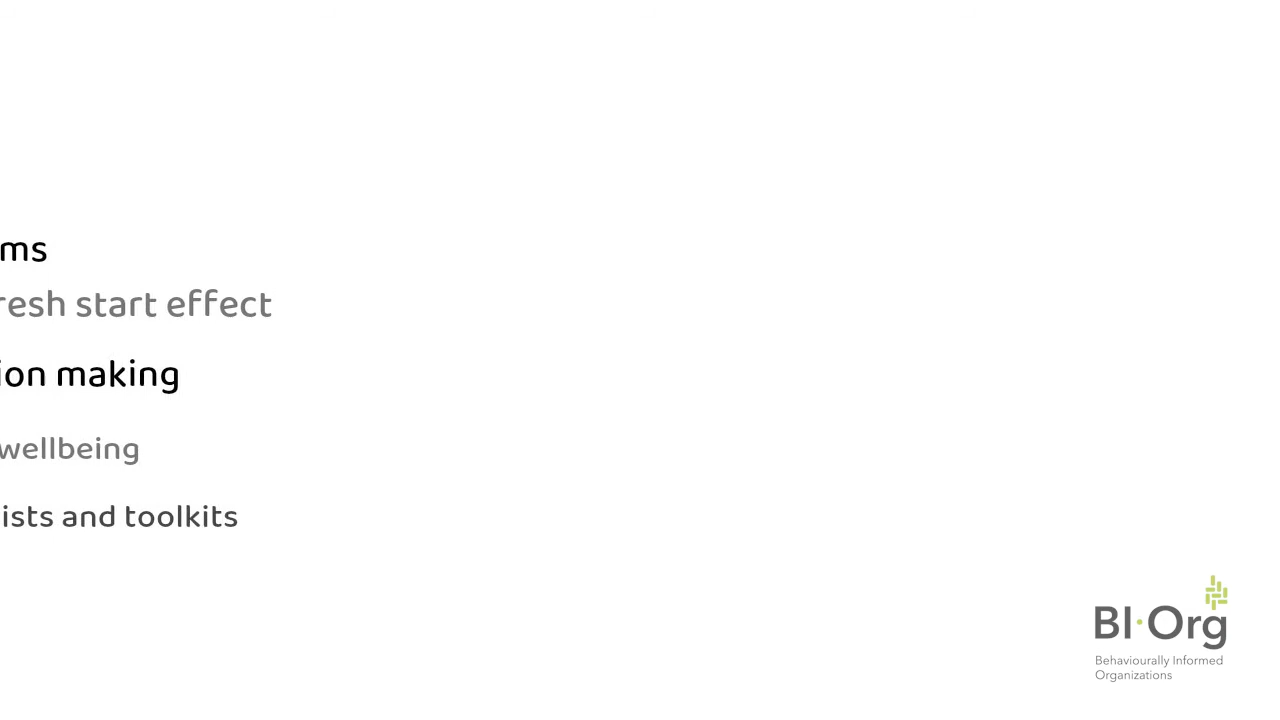 ms
resh start effect
ion making
wellbeing
ists and toolkits
BI·Org
Behaviourally Informed
Organizations